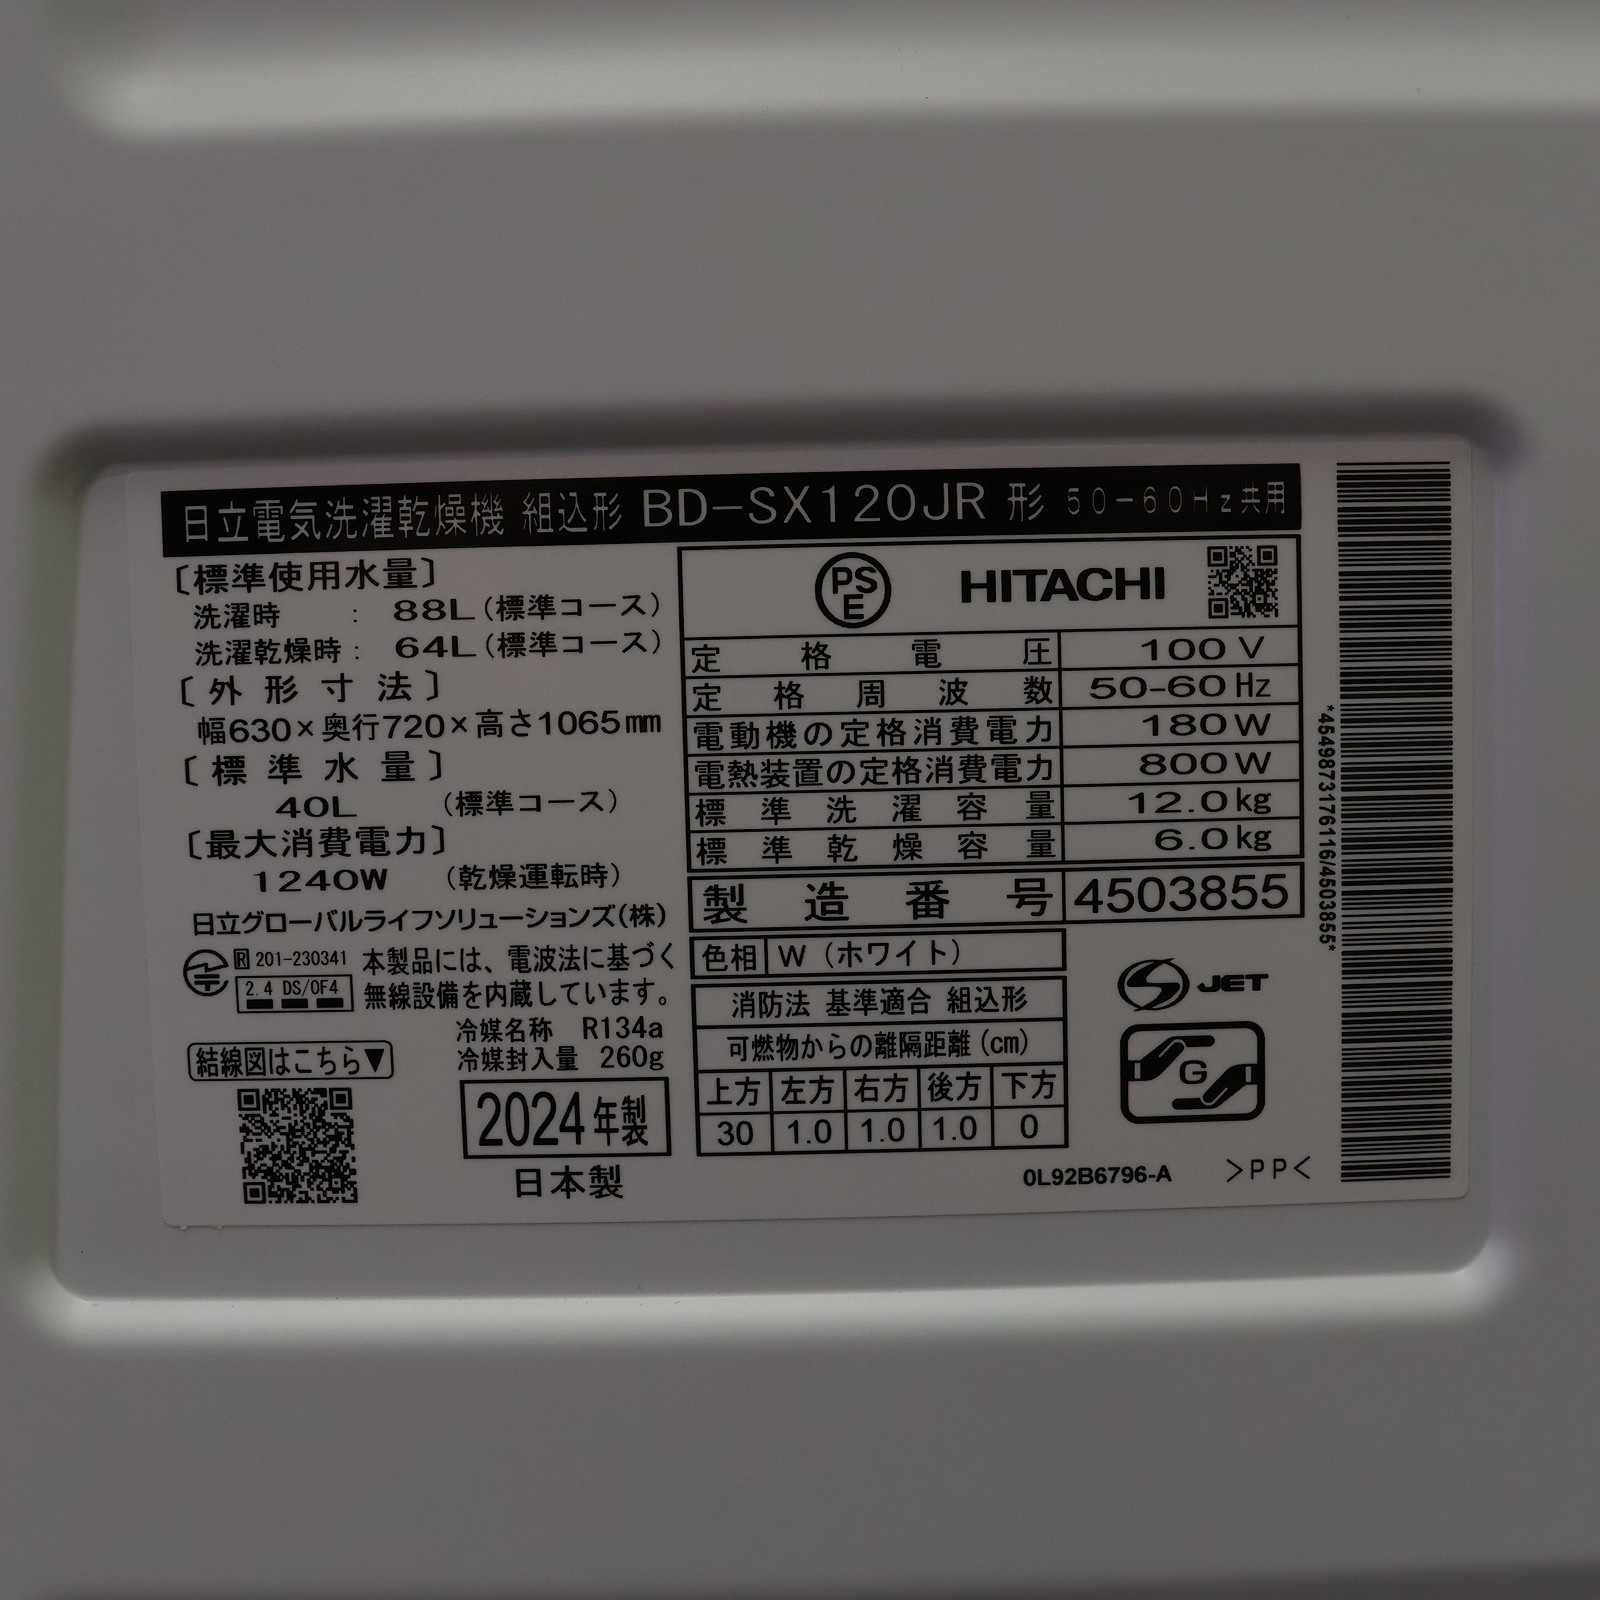 日立電気洗濯乾燥機 組込形 BD-SX120JR 形 50-60Hz共用
〔標準使用水量〕
洗濯時 : 88L(標準コース)
洗濯乾燥時: 64L(標準コース)
〔外形寸法〕
幅630×奥行720×高さ1065mm
〔標準水量〕
40L (標準コース)
〔最大消費電力〕
1240W (乾燥運転時)
日立グローバルライフソリューションズ(株)
R 201-230341
2.4 DS/OF4
本製品には、電波法に基づく
無線設備を内蔵しています。
冷媒名称 R134a
冷媒封入量 260g
結線図はこちら▼
2024年製
日本製
PSE HITACHI
定格電圧 100V
定格周波数 50-60Hz
電動機の定格消費電力 180W
電熱装置の定格消費電力 800W
標準洗濯容量 12.0kg
標準乾燥容量 6.0kg
製造番号 4503855
色相 W(ホワイト)
消防法 基準適合 組込形
可燃物からの離隔距離(cm)
上方 左方 右方 後方 下方
30 1.0 1.0 1.0 0
S JET
G
0L92B6796-A >PP<
*4549873176116/4503855*